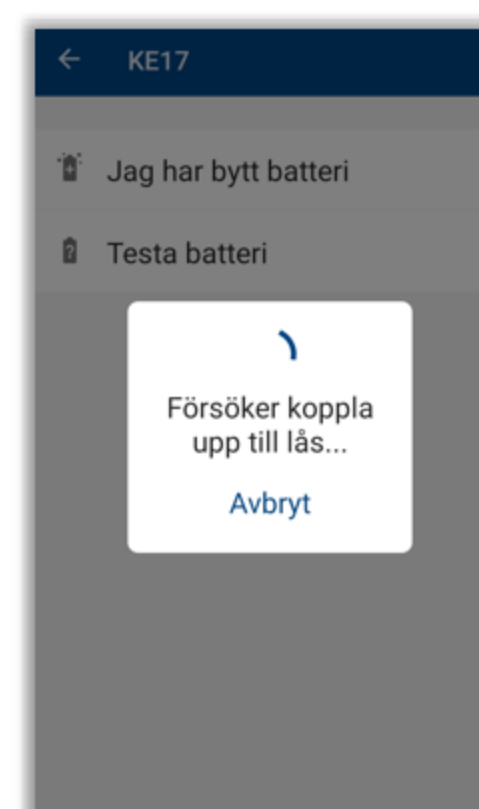 KE17
Jag har bytt batteri
Testa batteri
Försöker koppla
upp till lås...
Avbryt